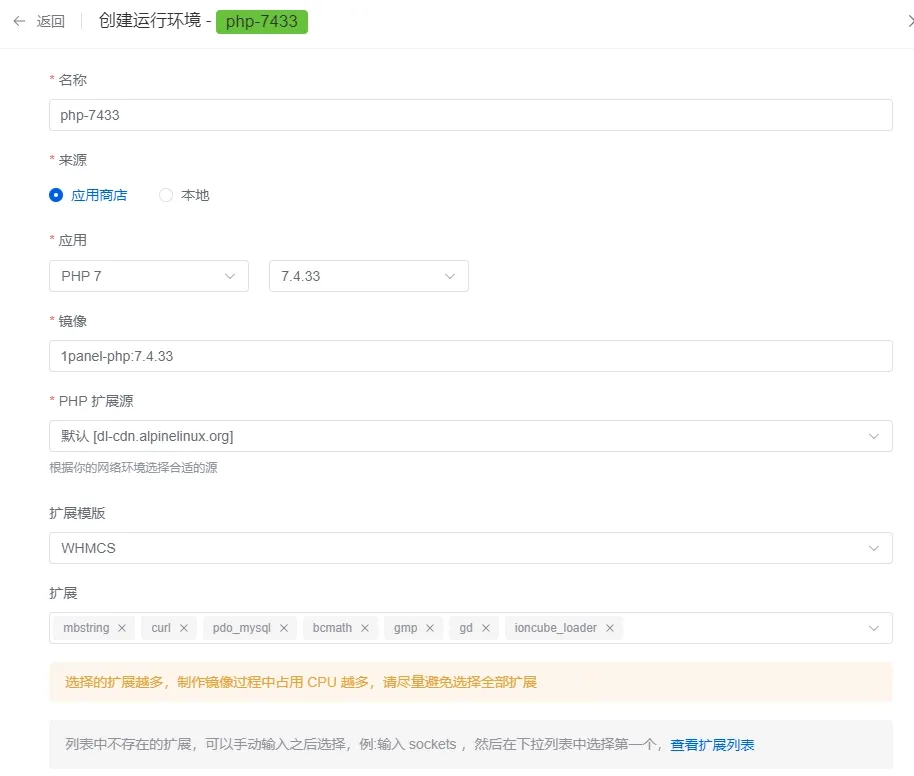 返回 创建运行环境 - php-7433
* 名称
php-7433
* 来源
应用商店 本地
* 应用
PHP 7 7.4.33
* 镜像
1panel-php:7.4.33
* PHP 扩展源
默认 [dl-cdn.alpinelinux.org]
根据你的网络环境选择合适的源
扩展模版
WHMCS
扩展
mbstring curl pdo_mysql bcmath gmp gd ioncube_loader
选择的扩展越多，制作镜像过程中占用 CPU 越多，请尽量避免选择全部扩展
列表中不存在的扩展，可以手动输入之后选择，例:输入 sockets ，然后在下拉列表中选择第一个，查看扩展列表